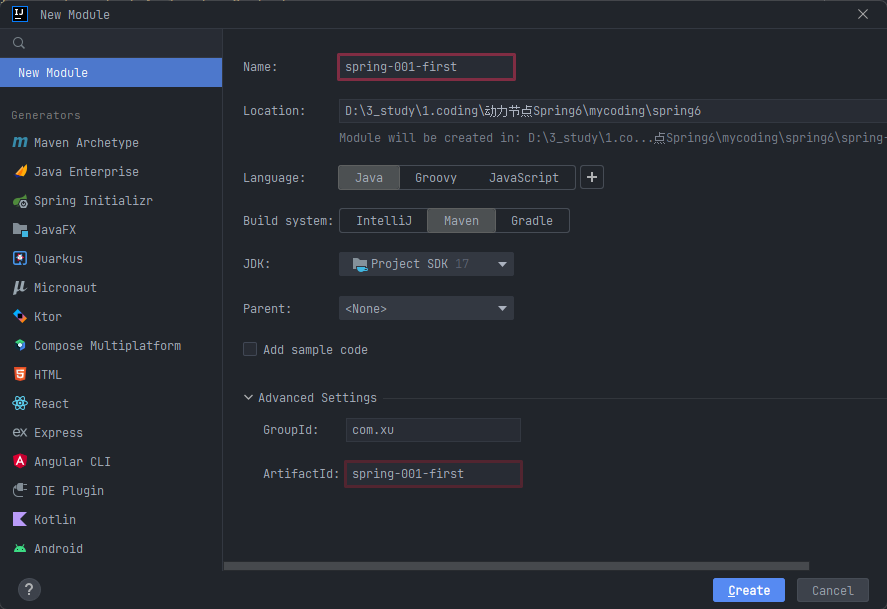 New Module
New Module
Generators
Maven Archetype
Java Enterprise
Spring Initializr
JavaFX
Quarkus
Micronaut
Ktor
Compose Multiplatform
HTML
React
Express
Angular CLI
IDE Plugin
Kotlin
Android
Name: spring-001-first
Location: D:\3_study\1.coding\动力节点Spring6\mycoding\spring6
Module will be created in: D:\3_study\1.co...点Spring6\mycoding\spring6\spring-
Language: Java Groovy JavaScript +
Build system: IntelliJ Maven Gradle
JDK: Project SDK 17
Parent: <None>
Add sample code
Advanced Settings
GroupId: com.xu
ArtifactId: spring-001-first
? Create Cancel